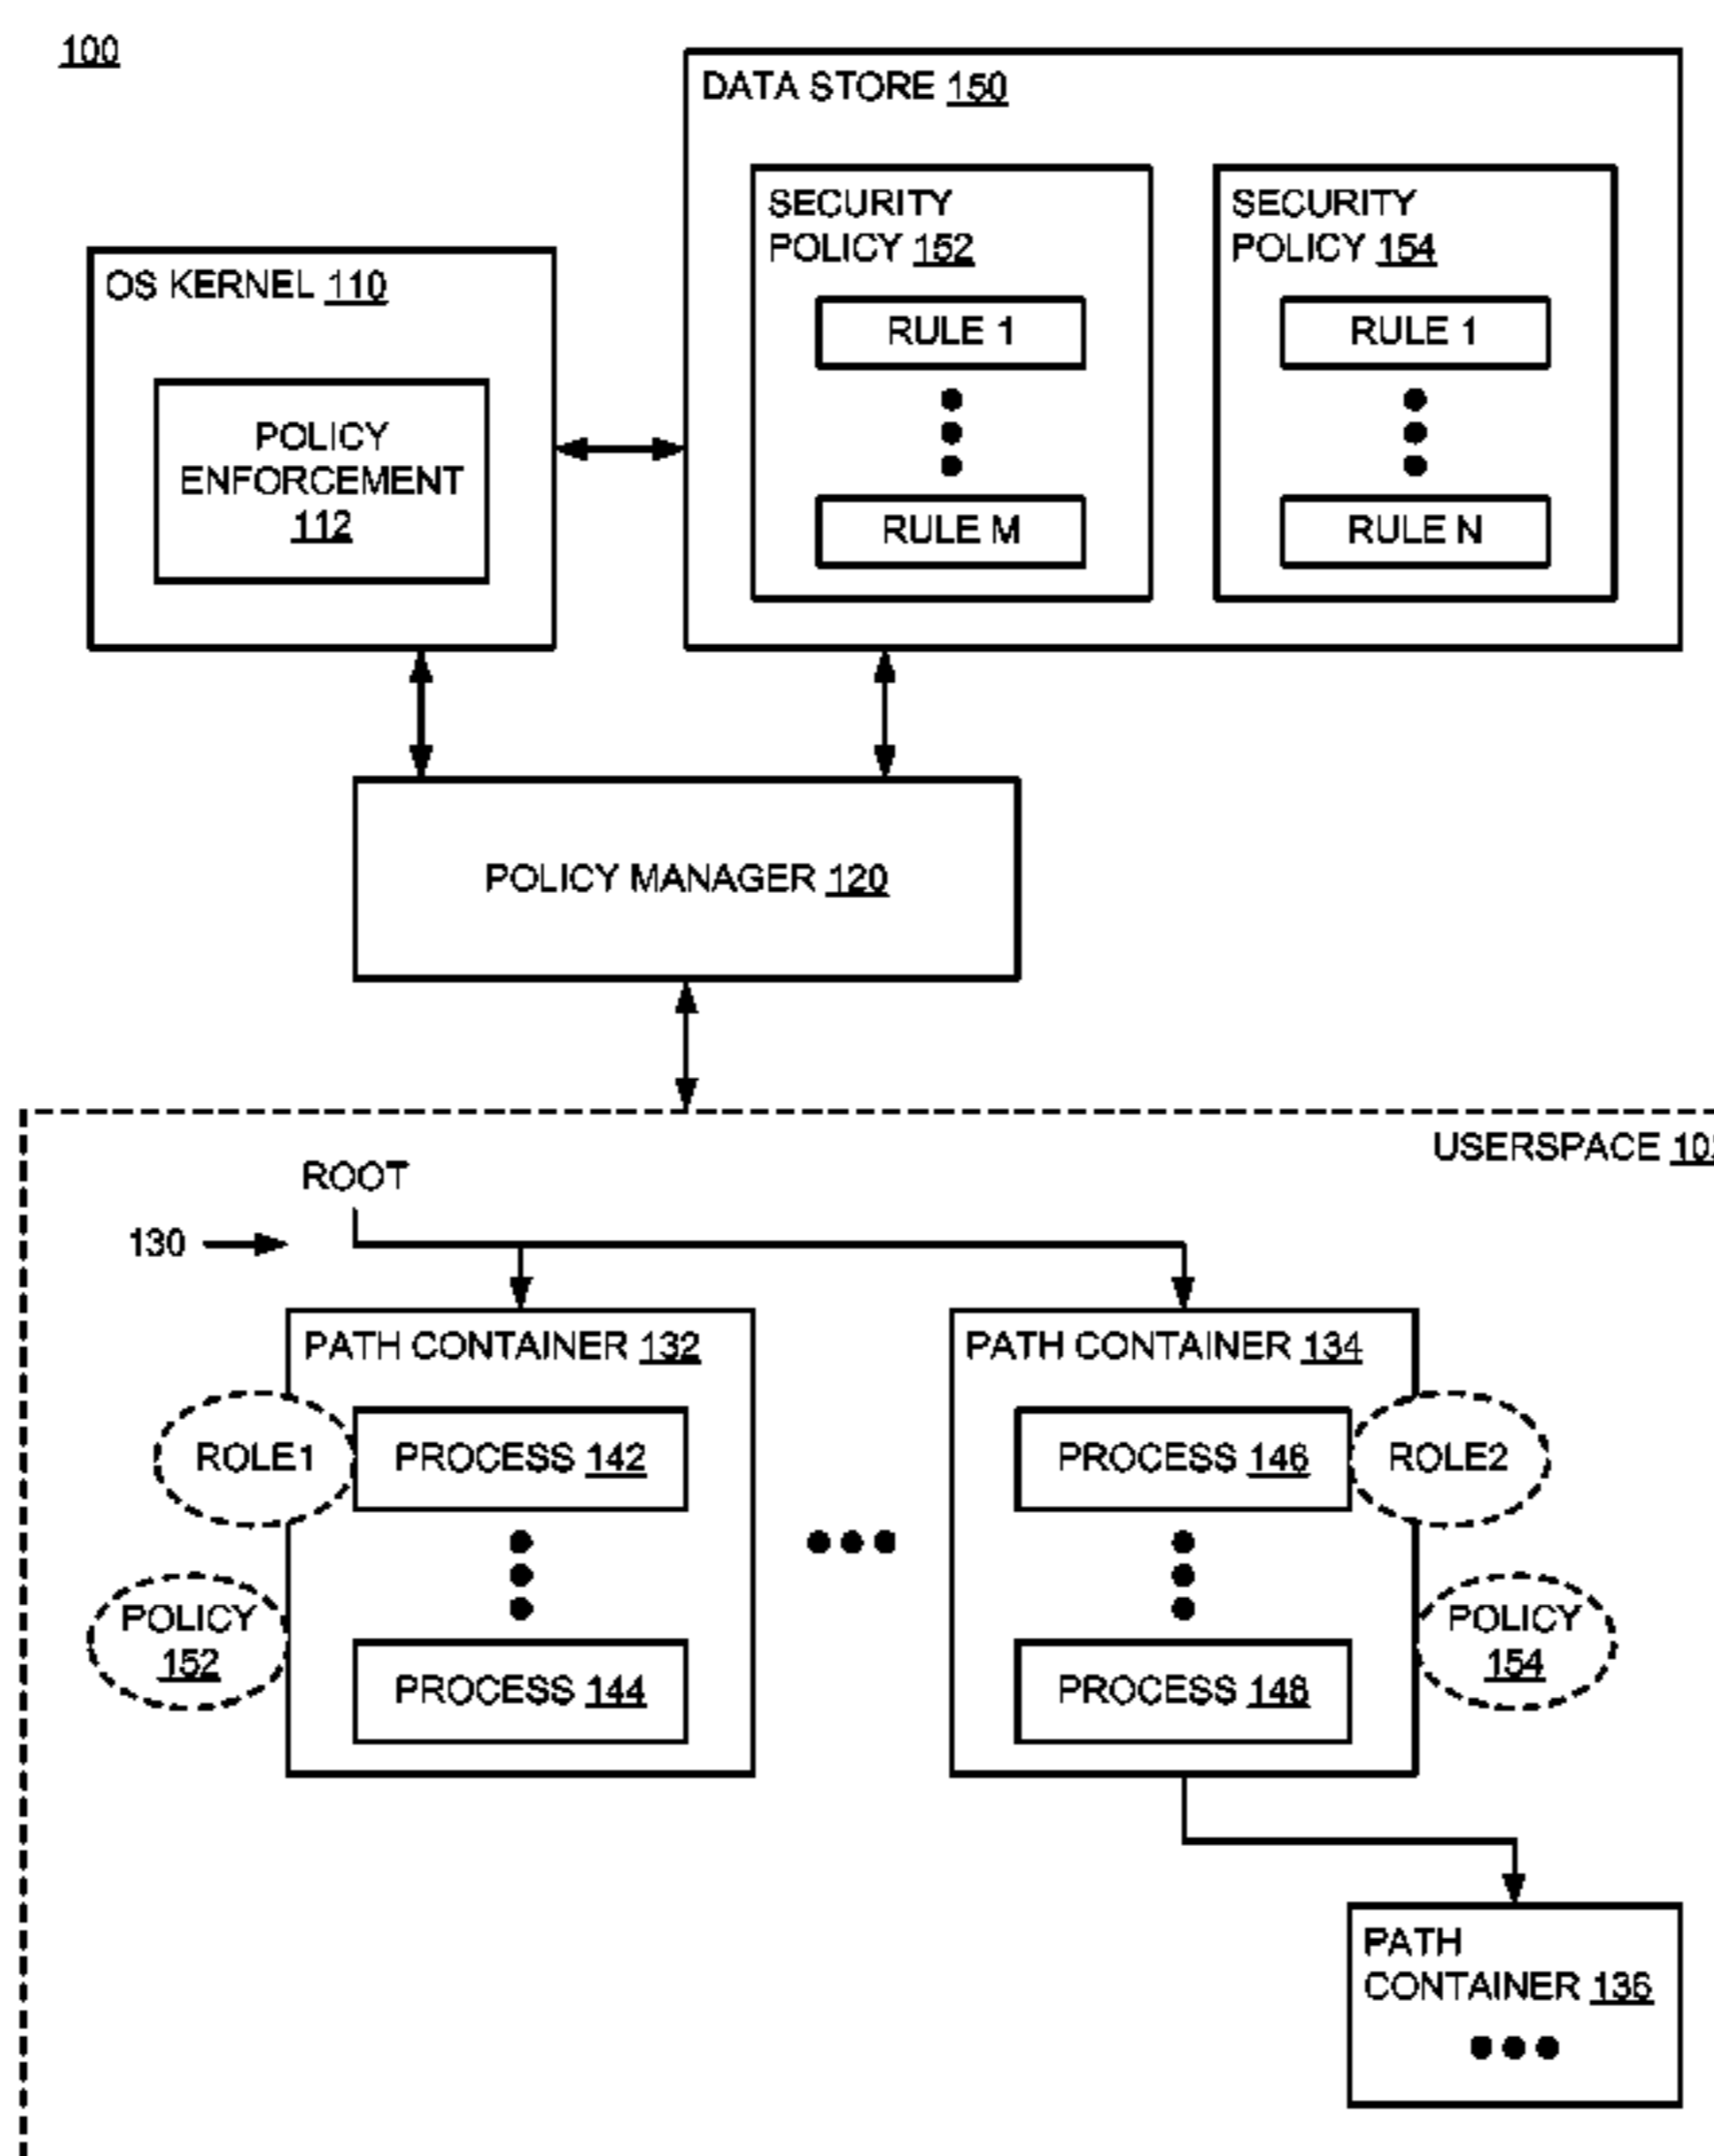 100
DATA STORE 150
SECURITY
POLICY 152
RULE 1
RULE M
SECURITY
POLICY 154
RULE 1
RULE N
OS KERNEL 110
POLICY
ENFORCEMENT
112
POLICY MANAGER 120
USERSPACE
ROOT
130
PATH CONTAINER 132
ROLE1
PROCESS 142
POLICY
152
PROCESS 144
PATH CONTAINER 134
PROCESS 146
ROLE2
POLICY
154
PROCESS 148
PATH
CONTAINER 136